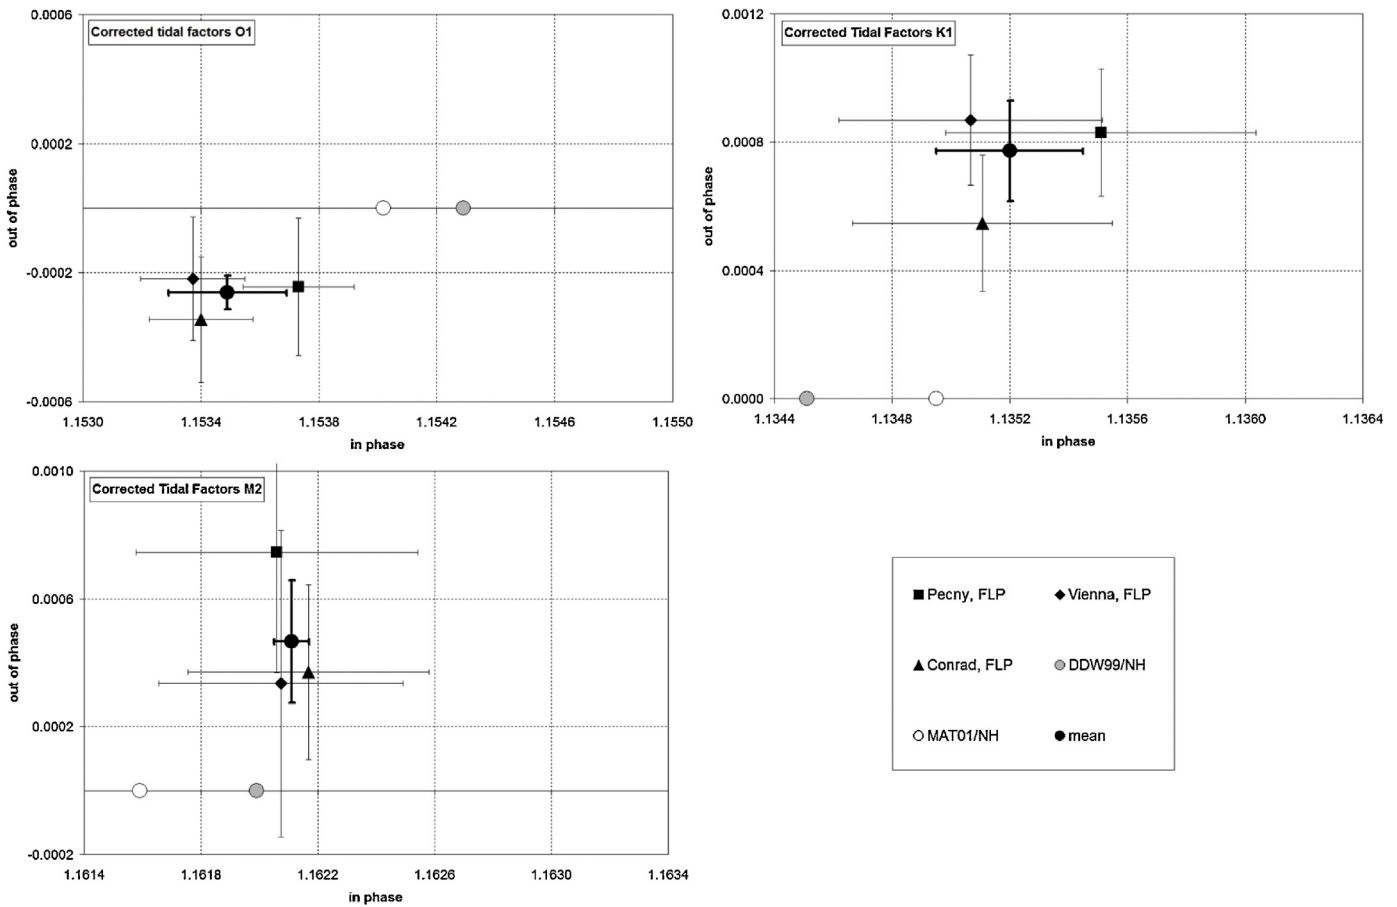 Corrected tidal factors O1
0.0006
0.0002
-0.0002
-0.0006
out of phase
1.1530 1.1534 1.1538 1.1542 1.1546 1.1550
in phase
Corrected Tidal Factors K1
0.0012
0.0008
0.0004
0.0000
out of phase
1.1344 1.1348 1.1352 1.1356 1.1360 1.1364
in phase
Corrected Tidal Factors M2
0.0010
0.0006
0.0002
-0.0002
out of phase
1.1614 1.1618 1.1622 1.1626 1.1630 1.1634
in phase
Pecny, FLP Vienna, FLP
Conrad, FLP DDW99/NH
MAT01/NH mean